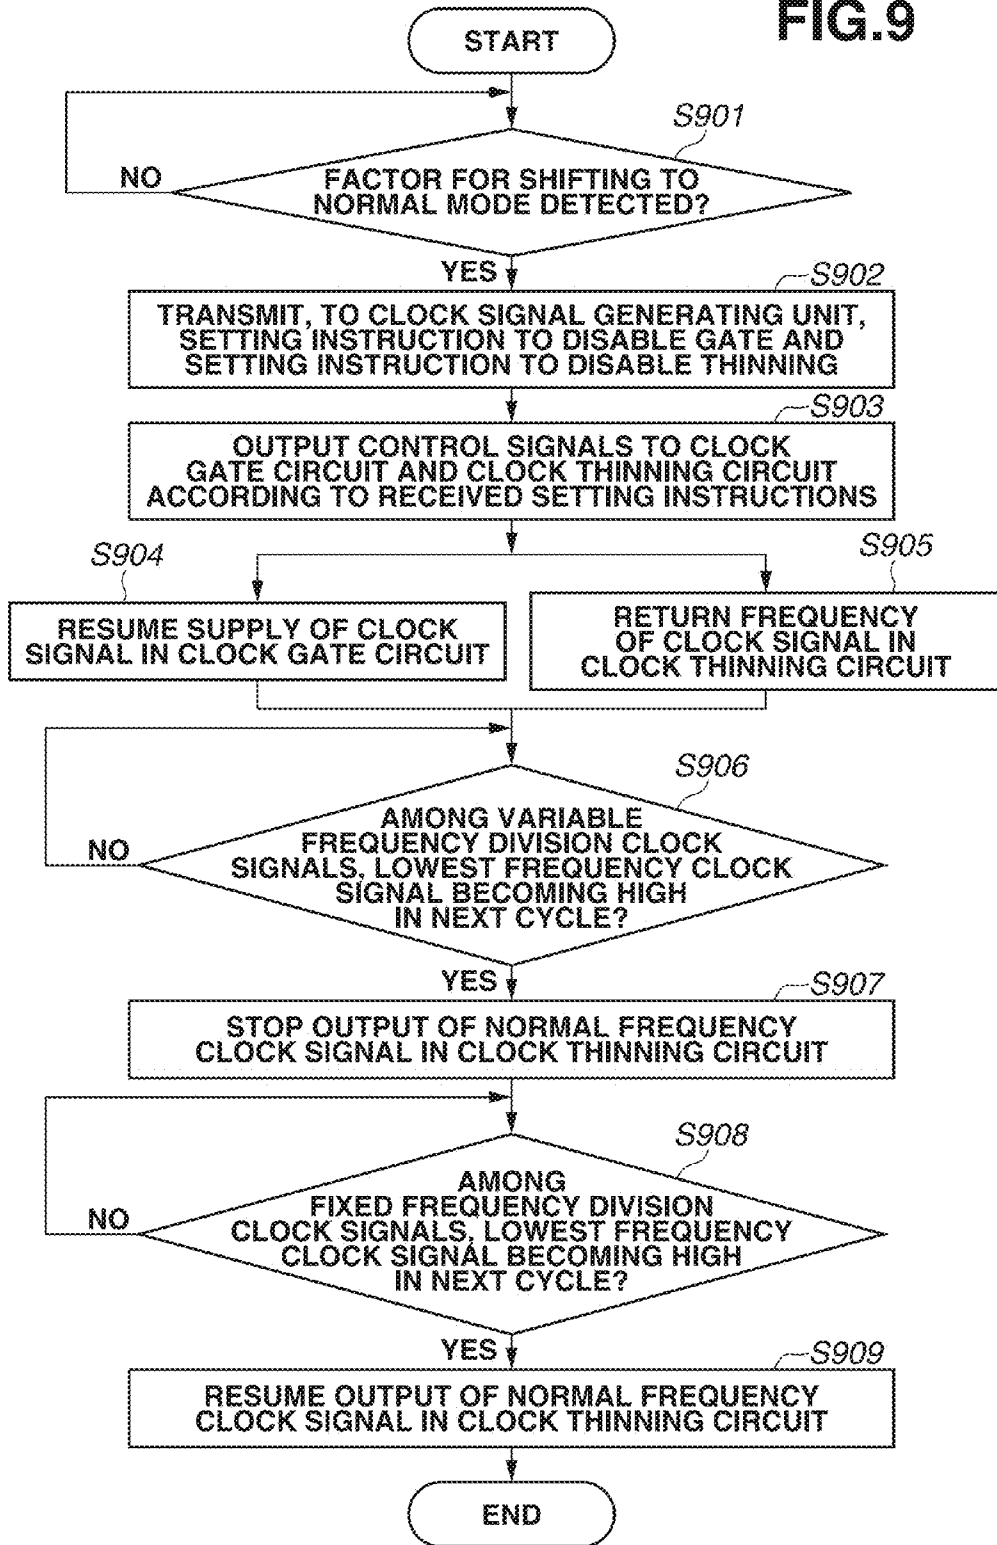 FIG.9
START
S901
FACTOR FOR SHIFTING TO
NORMAL MODE DETECTED?
NO
YES
S902
TRANSMIT, TO CLOCK SIGNAL GENERATING UNIT,
SETTING INSTRUCTION TO DISABLE GATE AND
SETTING INSTRUCTION TO DISABLE THINNING
S903
OUTPUT CONTROL SIGNALS TO CLOCK
GATE CIRCUIT AND CLOCK THINNING CIRCUIT
ACCORDING TO RECEIVED SETTING INSTRUCTIONS
S904
RESUME SUPPLY OF CLOCK
SIGNAL IN CLOCK GATE CIRCUIT
S905
RETURN FREQUENCY
OF CLOCK SIGNAL IN
CLOCK THINNING CIRCUIT
S906
AMONG VARIABLE
FREQUENCY DIVISION CLOCK
SIGNALS, LOWEST FREQUENCY CLOCK
SIGNAL BECOMING HIGH
IN NEXT CYCLE?
NO
YES
S907
STOP OUTPUT OF NORMAL FREQUENCY
CLOCK SIGNAL IN CLOCK THINNING CIRCUIT
S908
AMONG
FIXED FREQUENCY DIVISION
CLOCK SIGNALS, LOWEST FREQUENCY
CLOCK SIGNAL BECOMING HIGH
IN NEXT CYCLE?
NO
YES
S909
RESUME OUTPUT OF NORMAL FREQUENCY
CLOCK SIGNAL IN CLOCK THINNING CIRCUIT
END